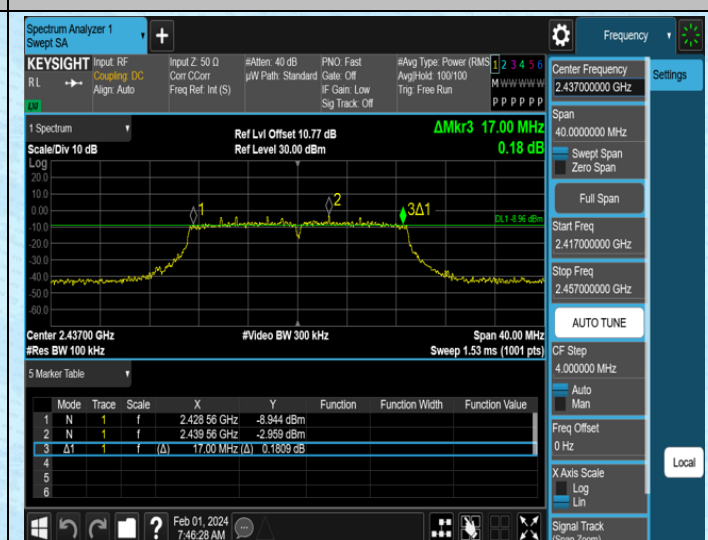 Spectrum Analyzer 1
Swept SA
Frequency
KEYSIGHT
RL
LXI
Input: RF
Coupling: DC
Align: Auto
Input Z: 50 Ω
Corr CCorr
Freq Ref: Int (S)
#Atten: 40 dB
µW Path: Standard
PNO: Fast
Gate: Off
IF Gain: Low
Sig Track: Off
#Avg Type: Power (RMS
Avg|Hold: 100/100
Trig: Free Run
1 2 3 4 5 6
M W W W W W
P P P P P P
Center Frequency
2.437000000 GHz
Settings
Span
40.0000000 MHz
Swept Span
Zero Span
Full Span
Start Freq
2.417000000 GHz
Stop Freq
2.457000000 GHz
AUTO TUNE
CF Step
4.000000 MHz
Auto
Man
Freq Offset
0 Hz
X Axis Scale
Log
Lin
Signal Track
(Span Zoom)
Local
1 Spectrum
Scale/Div 10 dB
Ref Lvl Offset 10.77 dB
Ref Level 30.00 dBm
ΔMkr3 17.00 MHz
0.18 dB
Log
20.0
10.0
0.00
-10.0
-20.0
-30.0
-40.0
-50.0
-60.0
1
2
3Δ1
DL1 -8.96 dBm
Center 2.43700 GHz
#Video BW 300 kHz
Span 40.00 MHz
#Res BW 100 kHz
Sweep 1.53 ms (1001 pts)
5 Marker Table
Mode Trace Scale X Y Function Function Width Function Value
1 N 1 f 2.428 56 GHz -8.944 dBm
2 N 1 f 2.439 56 GHz -2.959 dBm
3 Δ1 1 f (Δ) 17.00 MHz (Δ) 0.1809 dB
4
5
6
?
Feb 01, 2024
7:46:28 AM